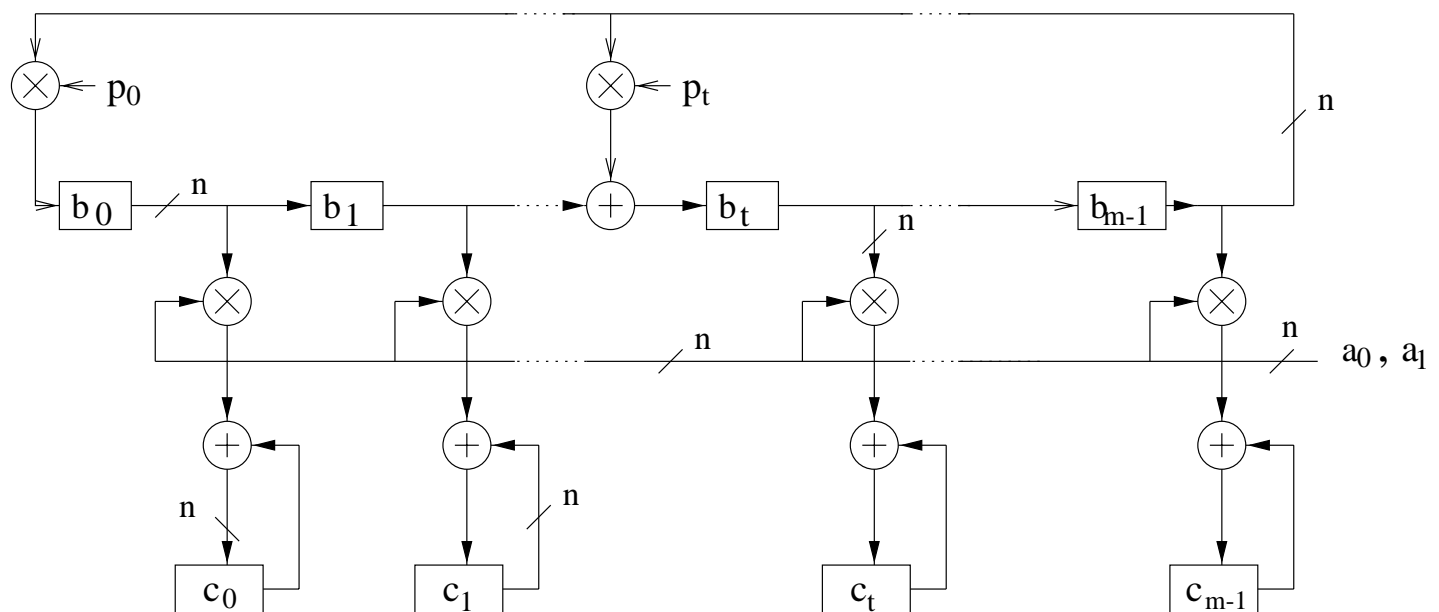 p0 pt n
b0 n b1 bt n bm-1
n n a0 , a1
n n
c0 c1 ct cm-1